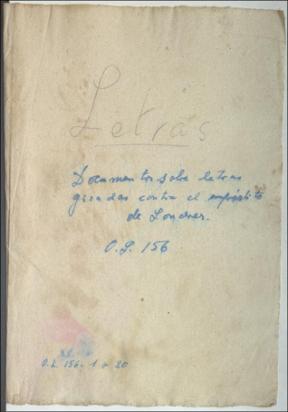 Letras
Documentos sobre letras
giradas contra el empréstito
de Londres.
O.L. 156
O.L. 156-1 a 20